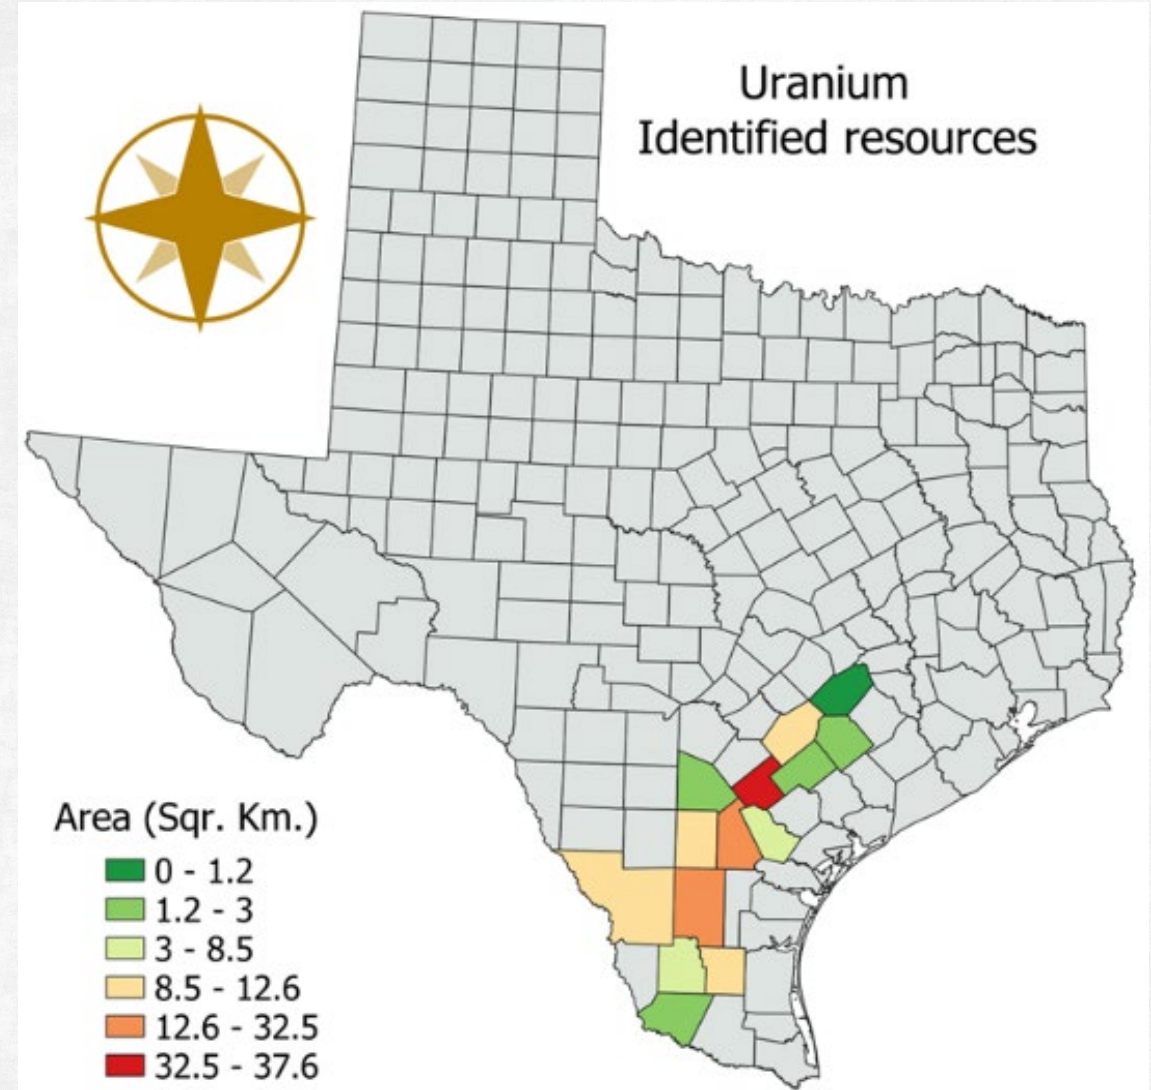 Uranium
Identified resources
Area (Sqr. Km.)
0 - 1.2
1.2 - 3
3 - 8.5
8.5 - 12.6
12.6 - 32.5
32.5 - 37.6